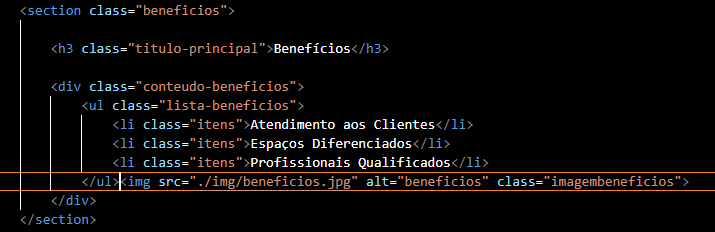 <section class="beneficios">
<h3 class="titulo-principal">Benefícios</h3>
<div class="conteudo-beneficios">
<ul class="lista-beneficios">
<li class="itens">Atendimento aos Clientes</li>
<li class="itens">Espaços Diferenciados</li>
<li class="itens">Profissionais Qualificados</li>
</ul><img src="./img/beneficios.jpg" alt="beneficios" class="imagembeneficios">
</div>
</section>